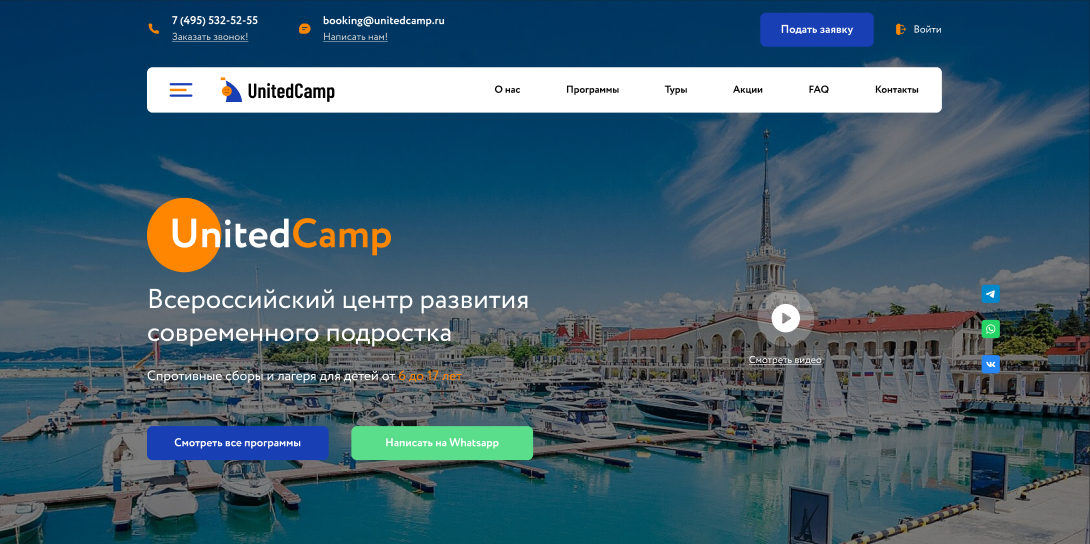 7 (495) 532-52-55
Заказать звонок!
booking@unitedcamp.ru
Написать нам!
Подать заявку
Войти
UnitedCamp
О нас
Программы
Туры
Акции
FAQ
Контакты
UnitedCamp
Всероссийский центр развития
современного подростка
Спротивные сборы и лагеря для детей от 6 до 17 лет
Смотреть видео
Смотреть все программы
Написать на Whatsapp